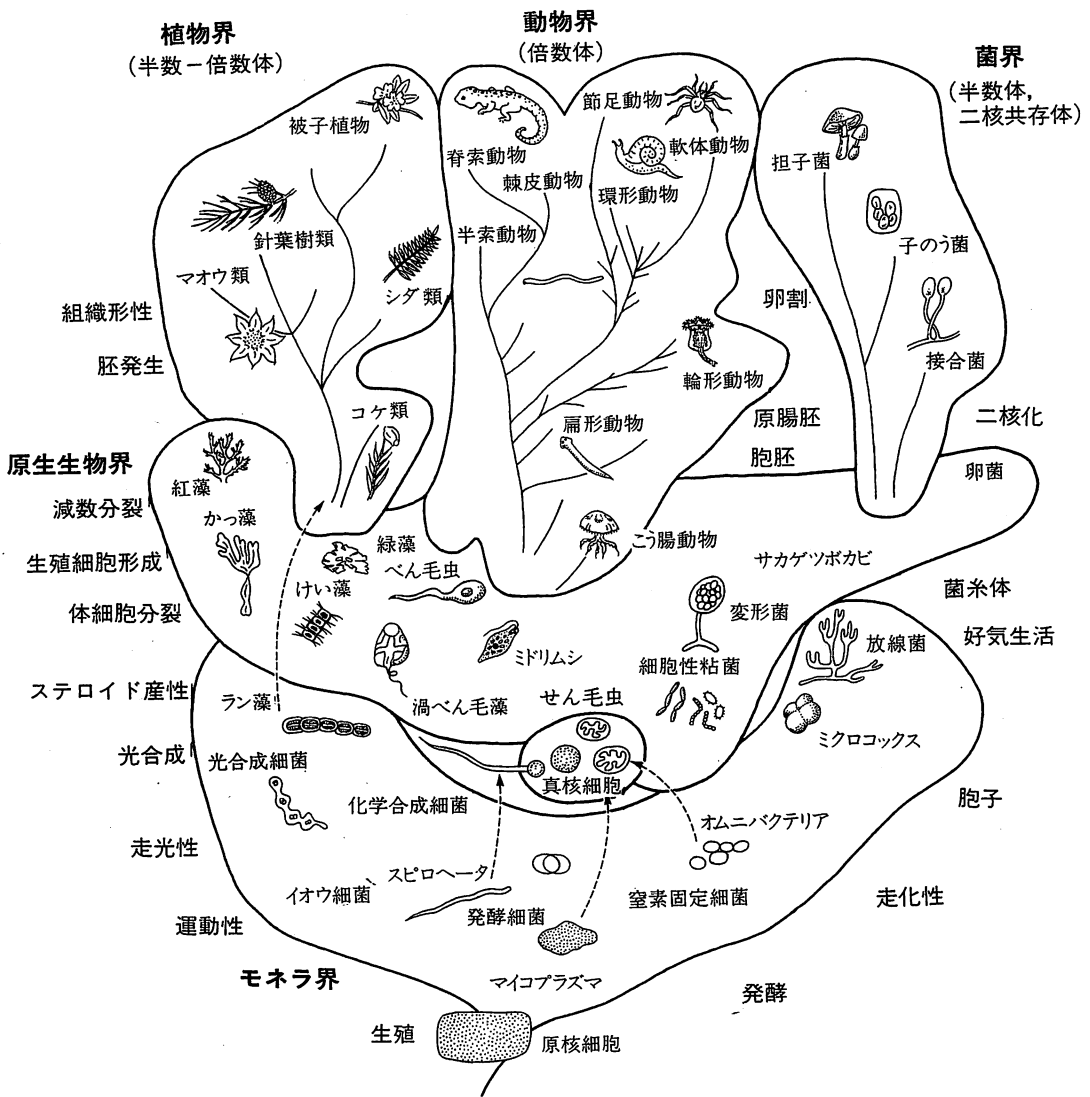 植物界
(半数－倍数体)
動物界
(倍数体)
菌界
(半数体,
二核共存体)
被子植物
針葉樹類
マオウ類
シダ類
コケ類
脊索動物
棘皮動物
半索動物
節足動物
軟体動物
環形動物
輪形動物
扁形動物
こう腸動物
担子菌
子のう菌
接合菌
組織形性
胚発生
卵割
原腸胚
胞胚
二核化
原生生物界
減数分裂
生殖細胞形成
体細胞分裂
ステロイド産性
光合成
走光性
運動性
紅藻
かっ藻
緑藻
べん毛虫
けい藻
ミドリムシ
渦べん毛藻
せん毛虫
変形菌
細胞性粘菌
サカゲツボカビ
卵菌
菌糸体
好気生活
放線菌
ミクロコックス
ラン藻
光合成細菌
化学合成細菌
真核細胞
オムニバクテリア
スピロヘータ
イオウ細菌
発酵細菌
窒素固定細菌
マイコプラズマ
胞子
走化性
発酵
モネラ界
生殖
原核細胞